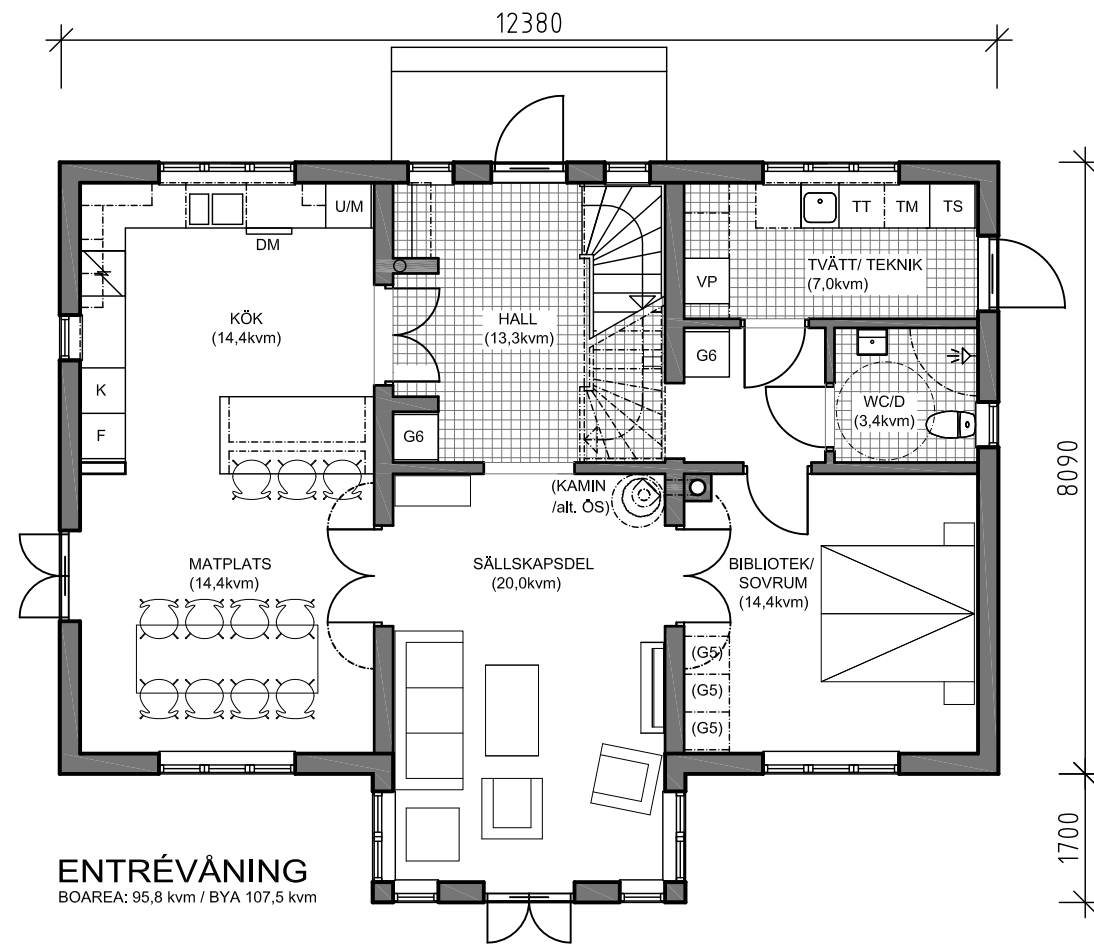 12380
U/M
DM
TT
TM
TS
VP
TVÄTT/ TEKNIK
(7,0kvm)
KÖK
(14,4kvm)
HALL
(13,3kvm)
G6
K
F
G6
WC/D
(3,4kvm)
8090
(KAMIN
/alt. ÖS)
MATPLATS
(14,4kvm)
SÄLLSKAPSDEL
(20,0kvm)
BIBLIOTEK/
SOVRUM
(14,4kvm)
(G5)
(G5)
(G5)
1700
ENTRÉVÅNING
BOAREA: 95,8 kvm / BYA 107,5 kvm